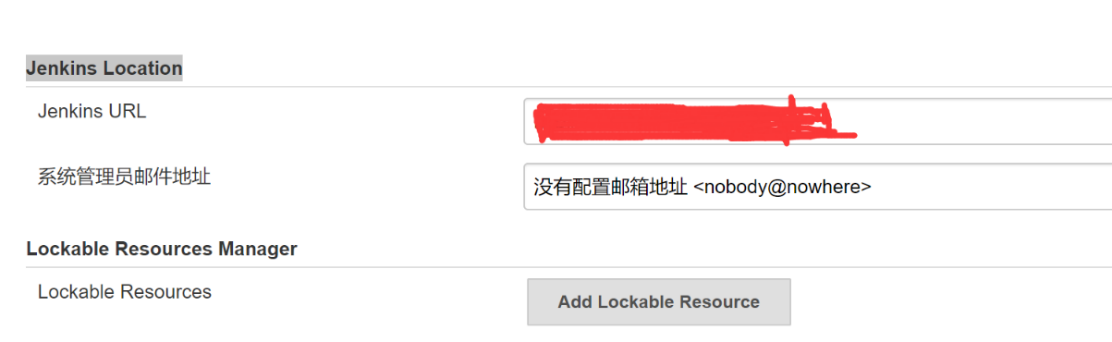 Jenkins Location
Jenkins URL
系统管理员邮件地址
没有配置邮箱地址 <nobody@nowhere>
Lockable Resources Manager
Lockable Resources
Add Lockable Resource